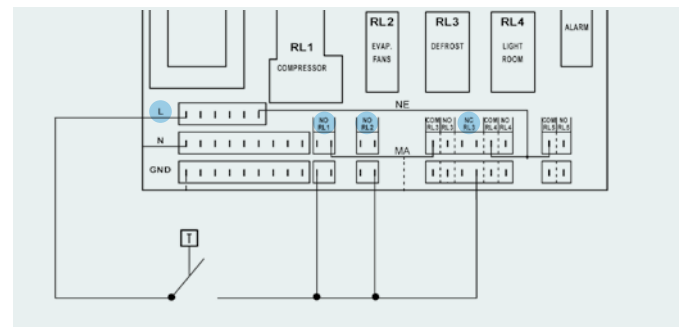 RL1
COMPRESSOR
RL2
EVAP.
FANS
RL3
DEFROST
RL4
LIGHT
ROOM
ALARM
L
NE
NO
RL1
NO
RL2
COM
RL3
NO
RL3
NC
RL3
COM
RL4
NO
RL4
COM
RL5
NO
RL5
N
MA
GND
T